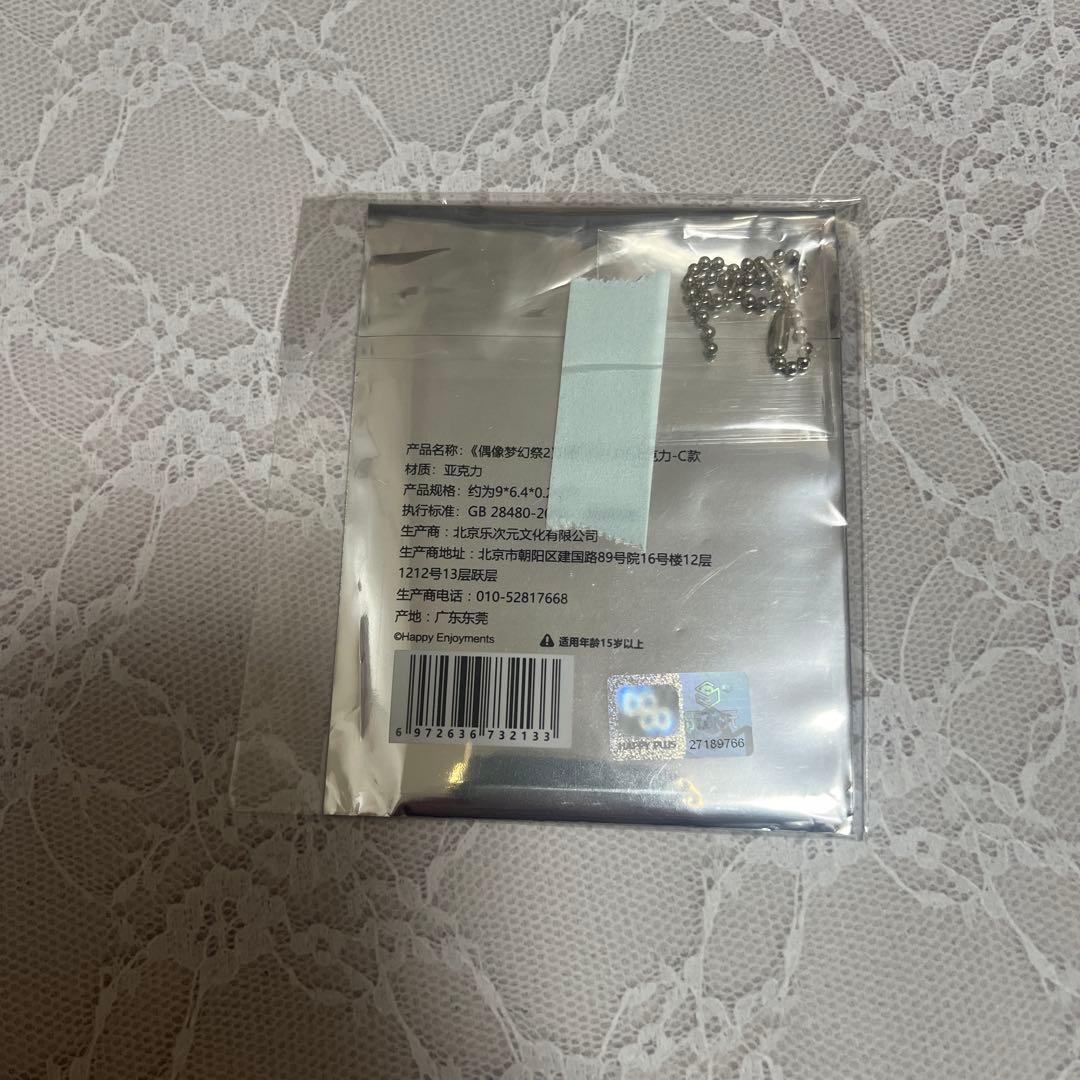 产品名称：《偶像梦幻祭2》克力-C款
材质：亚克力
产品规格：约为9*6.4*0.2
执行标准：GB 28480-20
生产商：北京乐次元文化有限公司
生产商地址：北京市朝阳区建国路89号院16号楼12层
1212号13层跃层
生产商电话：010-52817668
产地：广东东莞
©Happy Enjoyments
适用年龄15岁以上
6 972636 732133
HAPPY PLUS
27189766